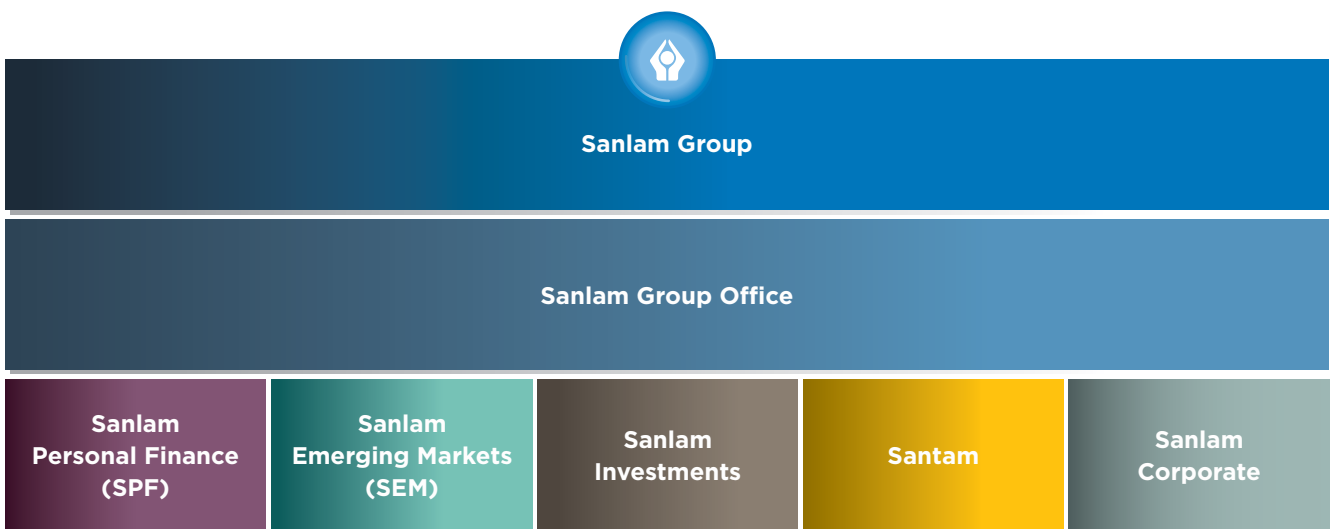 Sanlam Group
Sanlam Group Office
Sanlam
Personal Finance
(SPF)
Sanlam
Emerging Markets
(SEM)
Sanlam
Investments
Santam
Sanlam
Corporate